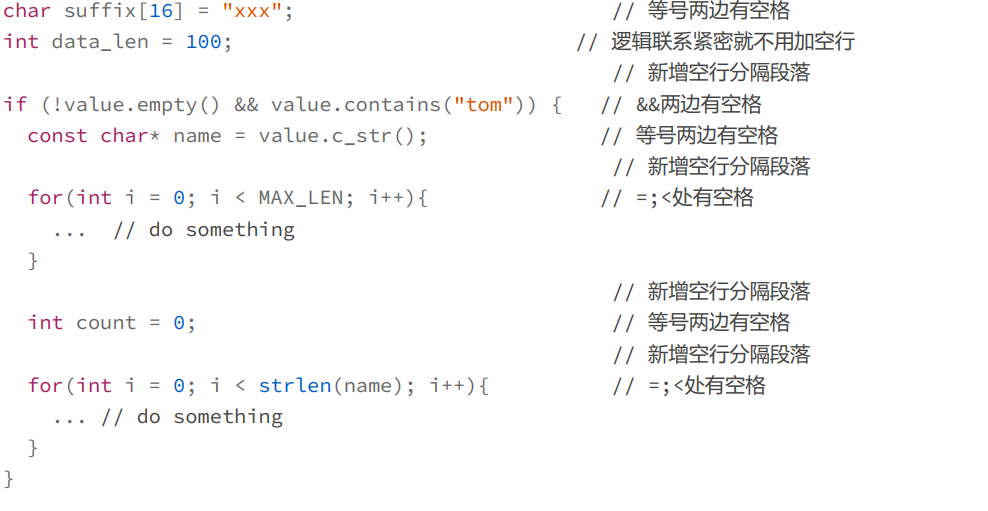 char suffix[16] = "xxx";                          // 等号两边有空格
int data_len = 100;                            // 逻辑联系紧密就不用加空行
                                                  // 新增空行分隔段落
if (!value.empty() && value.contains("tom")) {   // &&两边有空格
  const char* name = value.c_str();              // 等号两边有空格
                                                  // 新增空行分隔段落
  for(int i = 0; i < MAX_LEN; i++){              // =;<处有空格
    ...  // do something
  }
                                                  // 新增空行分隔段落
  int count = 0;                                  // 等号两边有空格
                                                  // 新增空行分隔段落
  for(int i = 0; i < strlen(name); i++){          // =;<处有空格
    ... // do something
  }
}